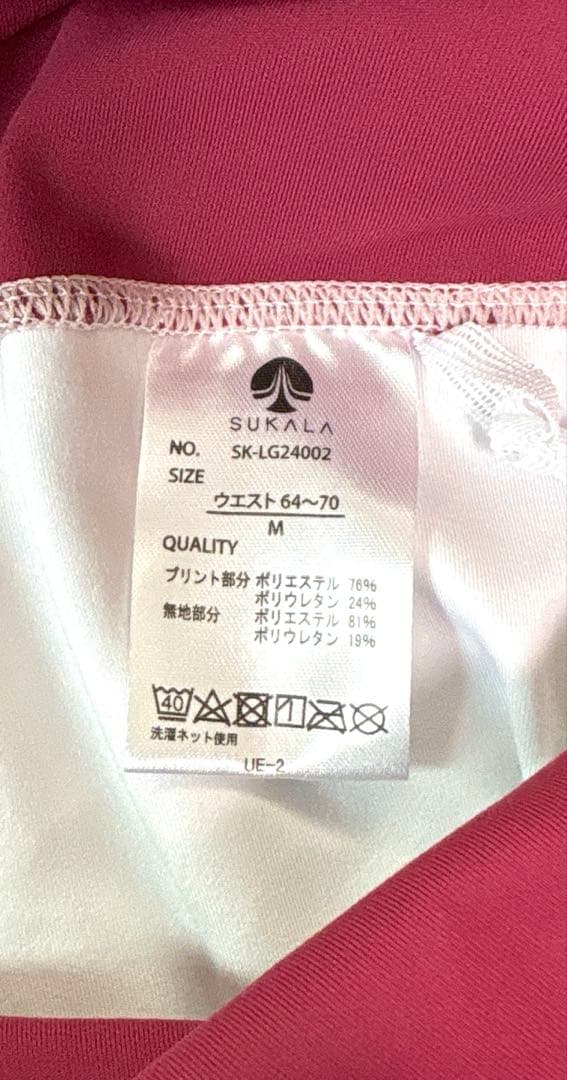 SUKALA
NO. SK-LG24002
SIZE
ウエスト 64〜70
M
QUALITY
プリント部分 ポリエステル 76%
ポリウレタン 24%
無地部分 ポリエステル 81%
ポリウレタン 19%
40
洗濯ネット使用
UE-2